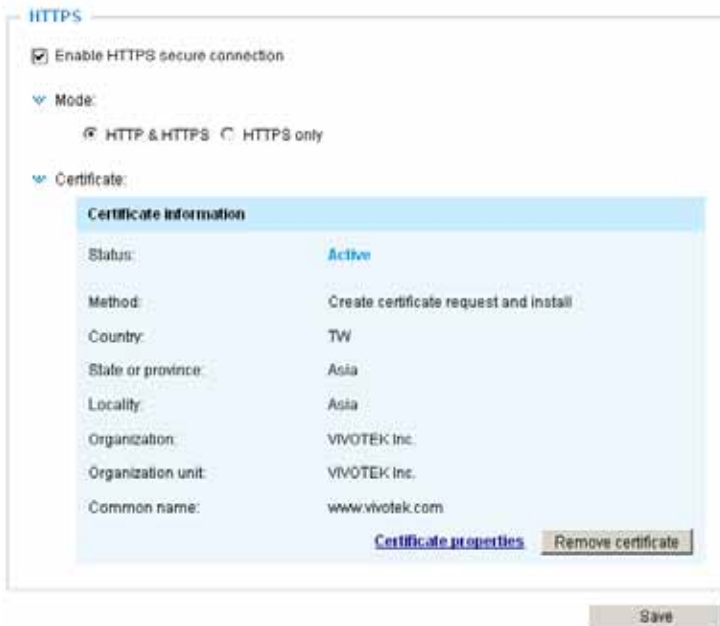 HTTPS
Enable HTTPS secure connection
Mode:
HTTP & HTTPS HTTPS only
Certificate:
Certificate information
Status: Active
Method: Create certificate request and install
Country: TW
State or province: Asia
Locality: Asia
Organization: VIVOTEK Inc.
Organization unit: VIVOTEK Inc.
Common name: www.vivotek.com
Certificate properties Remove certificate
Save